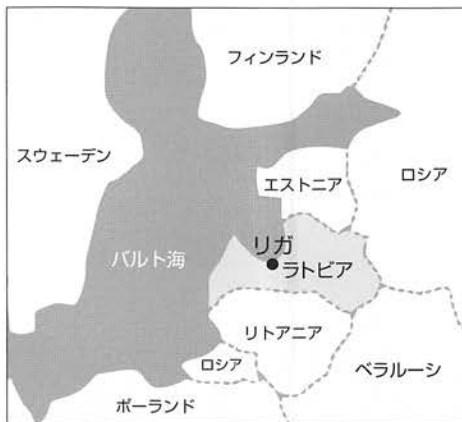 フィンランド
スウェーデン
エストニア
ロシア
バルト海
リガ
ラトビア
リトアニア
ロシア
ベラルーシ
ポーランド